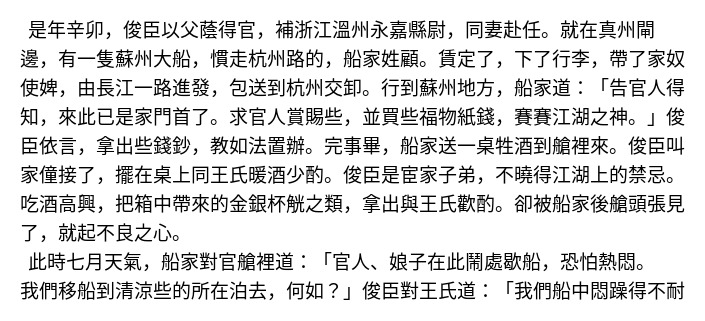 是年辛卯，俊臣以父蔭得官，補浙江溫州永嘉縣尉，同妻赴任。就在真州閘
邊，有一隻蘇州大船，慣走杭州路的，船家姓顧。賃定了，下了行李，帶了家奴
使婢，由長江一路進發，包送到杭州交卸。行到蘇州地方，船家道：「告官人得
知，來此已是家門首了。求官人賞賜些，並買些福物紙錢，賽賽江湖之神。」俊
臣依言，拿出些錢鈔，教如法置辦。完事畢，船家送一桌牲酒到艙裡來。俊臣叫
家僮接了，擺在桌上同王氏暖酒少酌。俊臣是宦家子弟，不曉得江湖上的禁忌。
吃酒高興，把箱中帶來的金銀杯觥之類，拿出與王氏歡酌。卻被船家後艙頭張見
了，就起不良之心。
此時七月天氣，船家對官艙裡道：「官人、娘子在此鬧處歇船，恐怕熱悶。
我們移船到清涼些的所在泊去，何如？」俊臣對王氏道：「我們船中悶躁得不耐